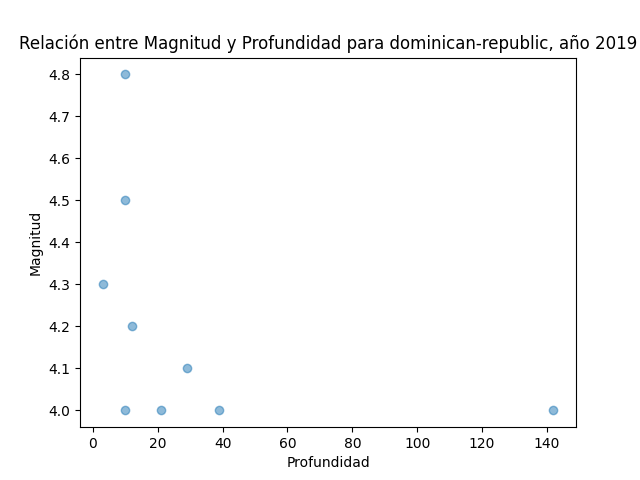 Relación entre Magnitud y Profundidad para dominican-republic, año 2019
4.8
4.7
4.6
4.5
4.4
4.3
4.2
4.1
4.0
Magnitud
0 20 40 60 80 100 120 140
Profundidad